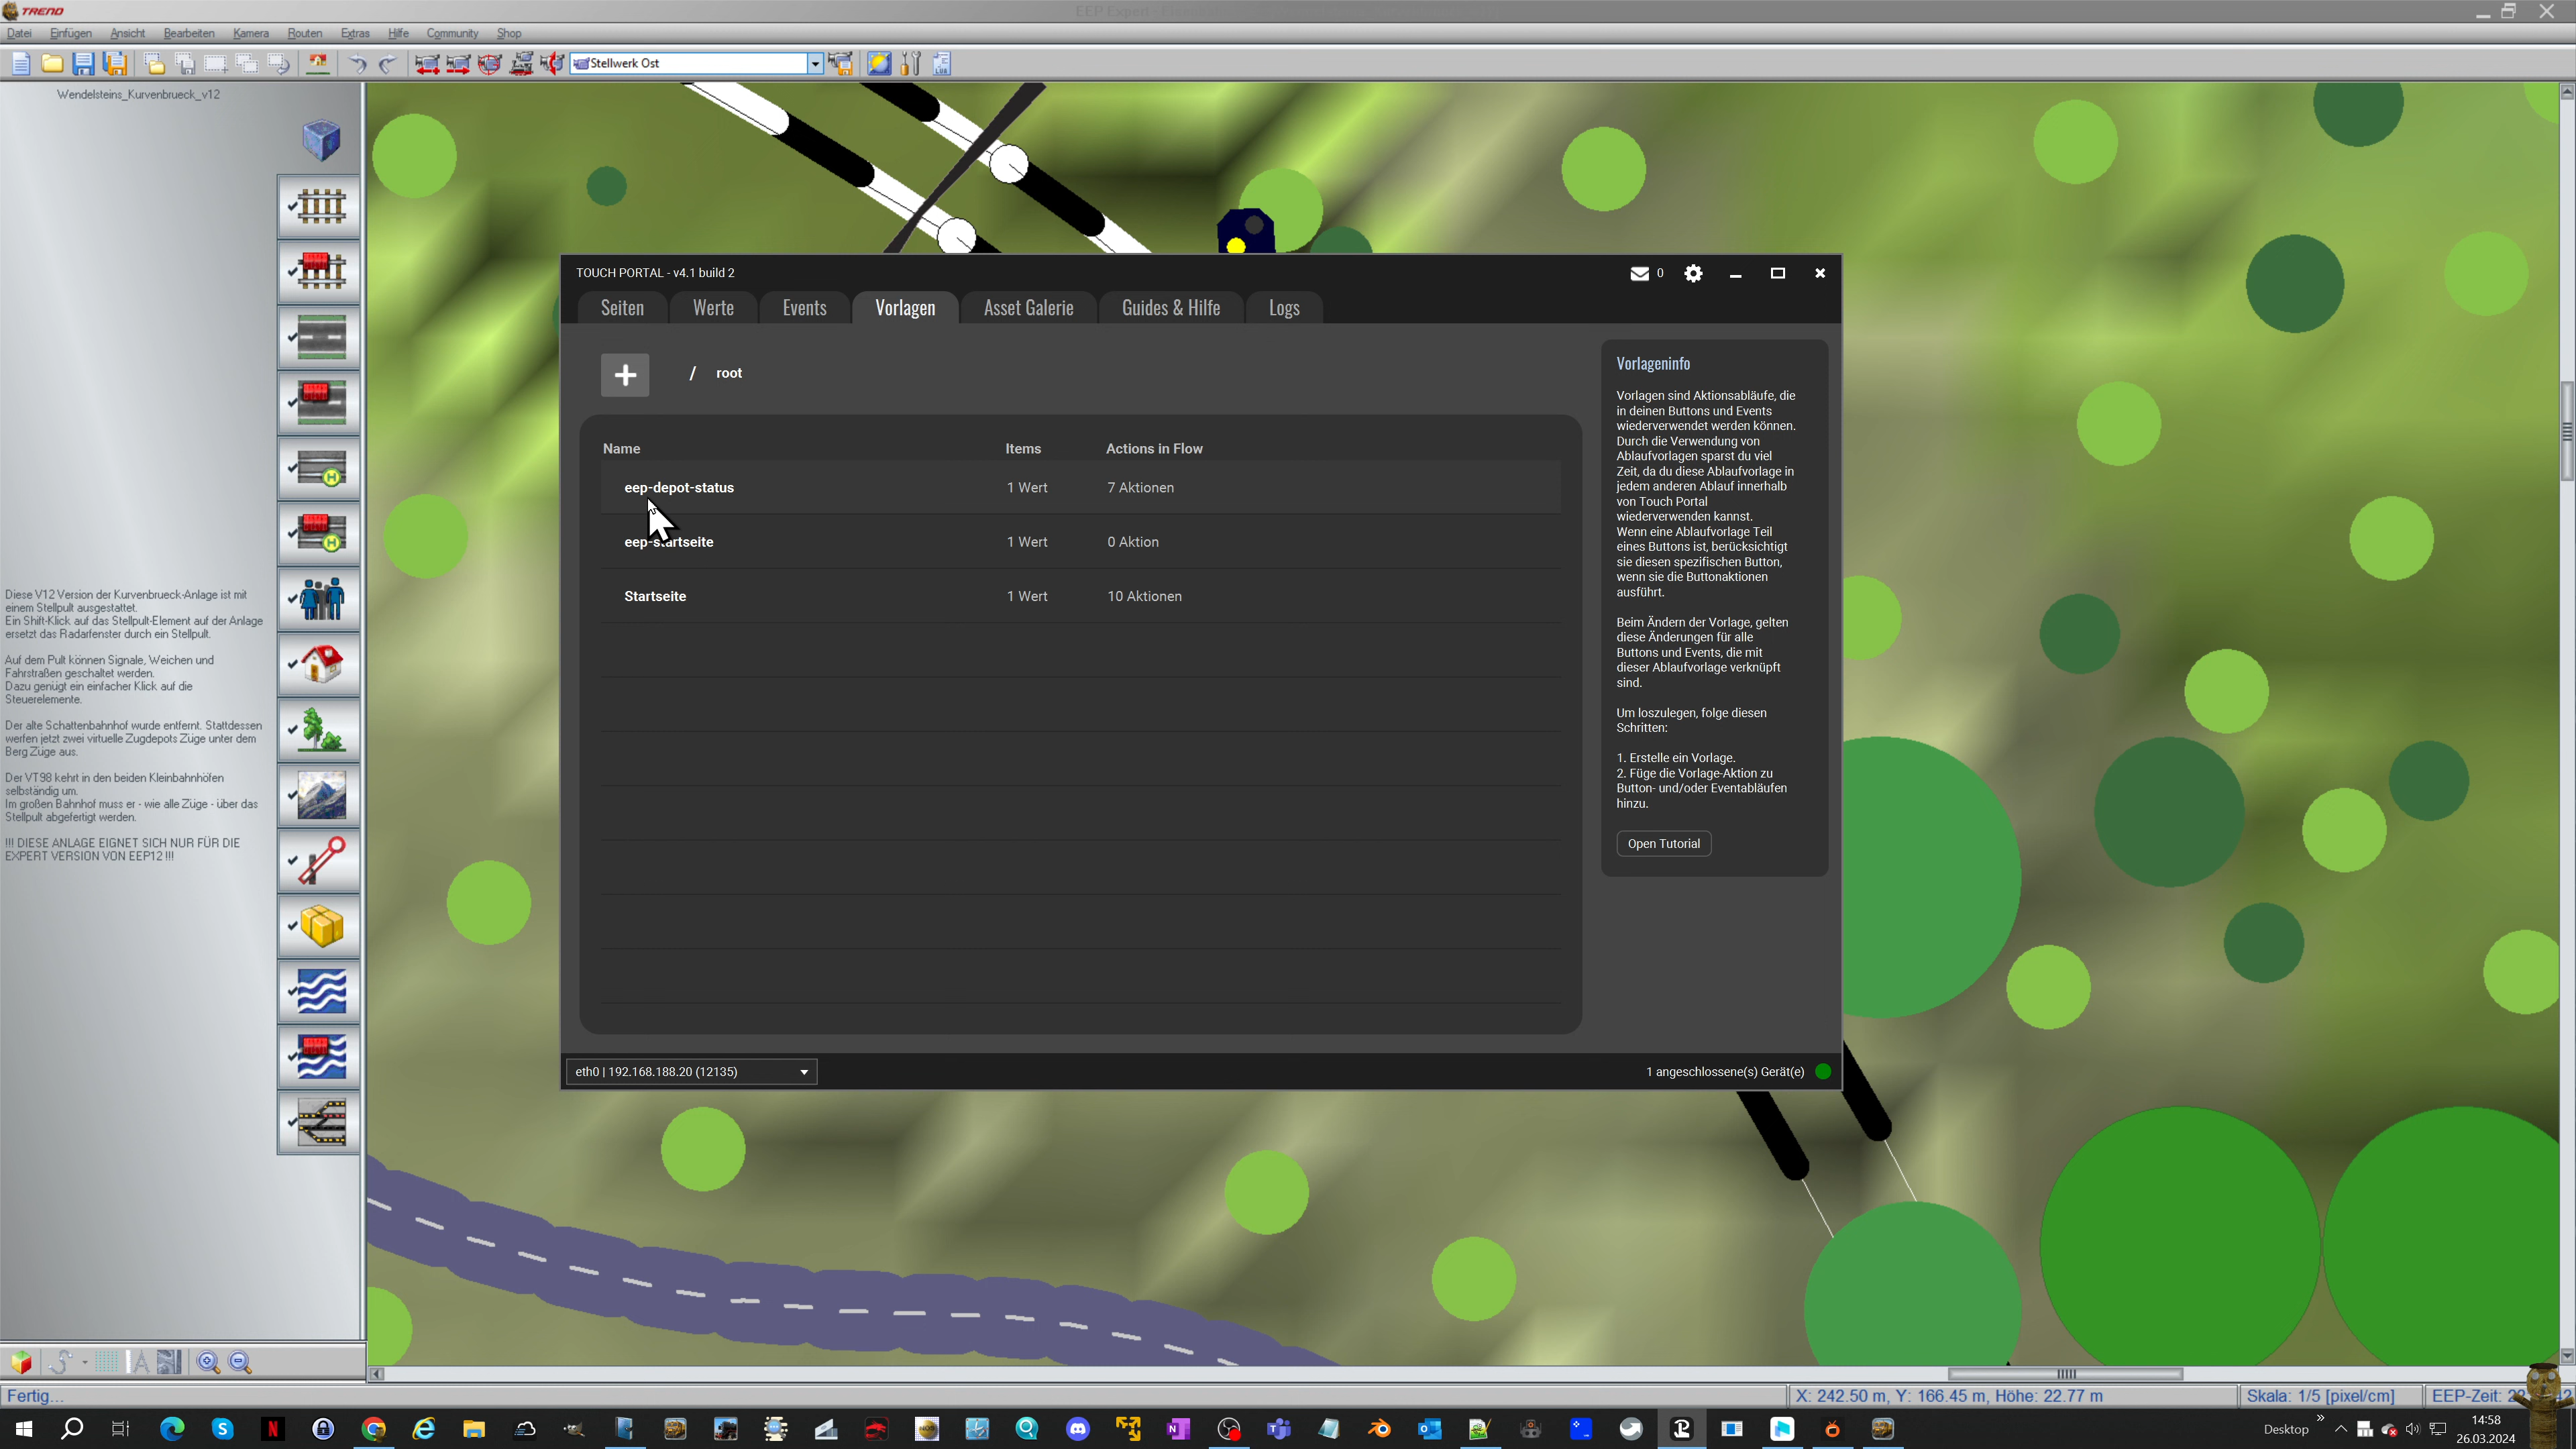 TREND
EEP Expert
Datei Einfügen Ansicht Bearbeiten Kamera Routen Extras Hilfe Community Shop
Stellwerk Ost
Wendelsteins_Kurvenbrueck_v12
Diese V12 Version der Kurvenbrueck-Anlage ist mit
einem Stellpult ausgestattet.
Ein Shift-Klick auf das Stellpult-Element auf der Anlage
ersetzt das Radarfenster durch ein Stellpult.
Auf dem Pult können Signale, Weichen und
Fahrstraßen geschaltet werden.
Dazu genügt ein einfacher Klick auf die
Steuerelemente.
Der alte Schattenbahnhof wurde entfernt. Stattdessen
werfen jetzt zwei virtuelle Zugdepots Züge unter dem
Berg Züge aus.
Der VT98 kehrt in den beiden Kleinbahnhöfen
selbständig um.
Im großen Bahnhof muss er - wie alle Züge - über das
Stellpult abgefertigt werden.
!!! DIESE ANLAGE EIGNET SICH NUR FÜR DIE
EXPERT VERSION VON EEP12 !!!
TOUCH PORTAL - v4.1 build 2
0
Seiten Werte Events Vorlagen Asset Galerie Guides & Hilfe Logs
+ / root
Name Items Actions in Flow
eep-depot-status 1 Wert 7 Aktionen
eep-startseite 1 Wert 0 Aktion
Startseite 1 Wert 10 Aktionen
Vorlageninfo
Vorlagen sind Aktionsabläufe, die
in deinen Buttons und Events
wiederverwendet werden können.
Durch die Verwendung von
Ablaufvorlagen sparst du viel
Zeit, da du diese Ablaufvorlage in
jedem anderen Ablauf innerhalb
von Touch Portal
wiederverwenden kannst.
Wenn eine Ablaufvorlage Teil
eines Buttons ist, berücksichtigt
sie diesen spezifischen Button,
wenn sie die Buttonaktionen
ausführt.
Beim Ändern der Vorlage, gelten
diese Änderungen für alle
Buttons und Events, die mit
dieser Ablaufvorlage verknüpft
sind.
Um loszulegen, folge diesen
Schritten:
1. Erstelle ein Vorlage.
2. Füge die Vorlage-Aktion zu
Button- und/oder Eventabläufen
hinzu.
Open Tutorial
eth0 | 192.168.188.20 (12135)
1 angeschlossene(s) Gerät(e)
Fertig...
X: 242.50 m, Y: 166.45 m, Höhe: 22.77 m
Skala: 1/5 [pixel/cm]
EEP-Zeit:
Desktop
14:58
26.03.2024